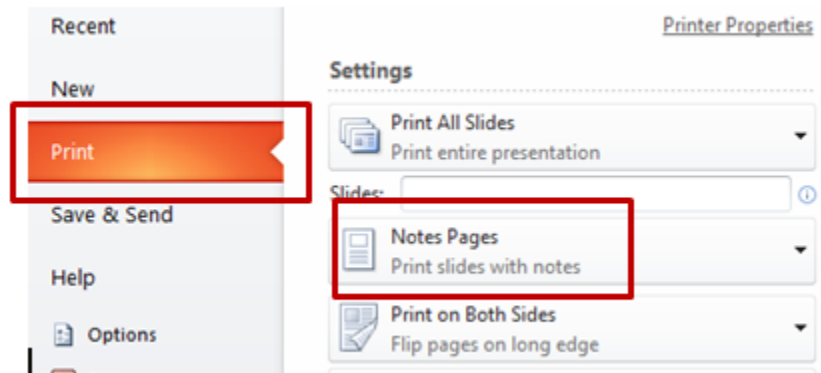 Recent
New
Print
Save & Send
Help
Options
Printer Properties
Settings
Print All Slides
Print entire presentation
Slides:
Notes Pages
Print slides with notes
Print on Both Sides
Flip pages on long edge